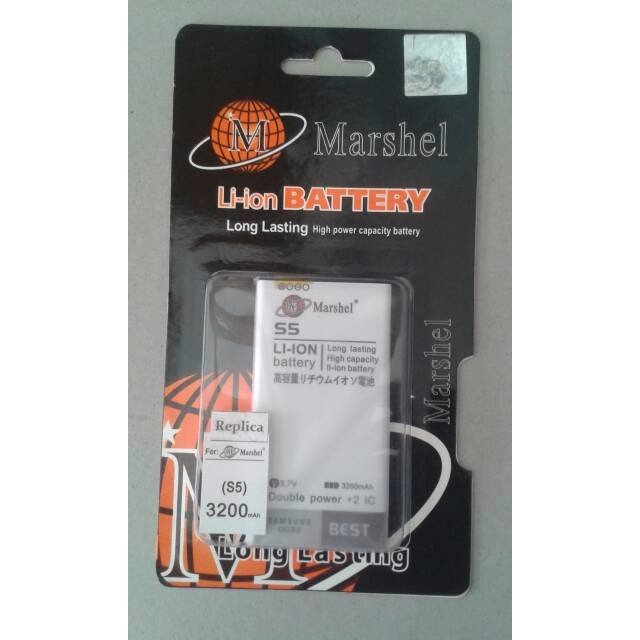 M Marshel
Li-ion BATTERY
Long Lasting High power capacity battery
Marshel
Marshel®
S5
LI-ION battery
Long lasting
High capacity
li-ion battery
高容量リチウムイオン電池
3.7V 3200mAh
Double power +2 IC
SAMSUNG
BEST
Replica
For: Marshel®
(S5)
3200mAh
Long Lasting